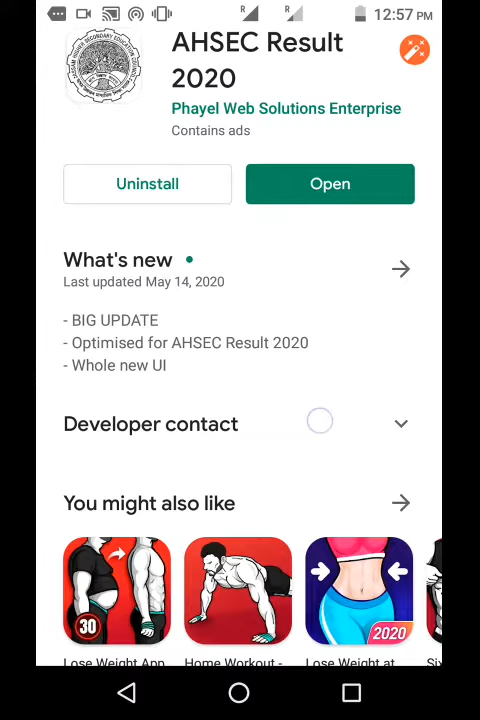 R
R
12:57 PM
AHSEC Result
2020
Phayel Web Solutions Enterprise
Contains ads
Uninstall
Open
What's new
Last updated May 14, 2020
- BIG UPDATE
- Optimised for AHSEC Result 2020
- Whole new UI
Developer contact
You might also like
30
2020
Lose Weight App
Home Workout -
Lose Weight at
Six